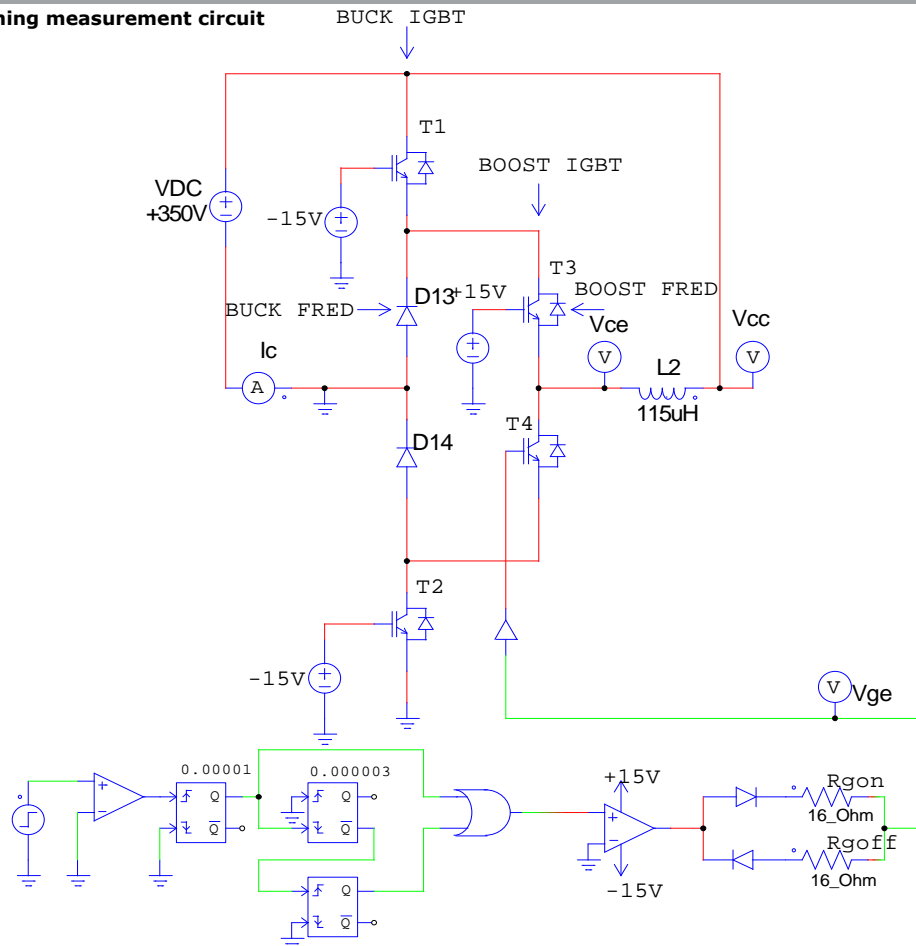 ning measurement circuit
BUCK IGBT
T1
BOOST IGBT
VDC
+350V
-15V
T3
BUCK FRED
D13
+15V
BOOST FRED
Vce
Vcc
Ic
V
V
L2
A
115uH
T4
D14
T2
-15V
V
Vge
0.00001
0.000003
+15V
Rgon
16_Ohm
Q
Q
Q
Q
Rgoff
16_Ohm
-15V
Q
Q